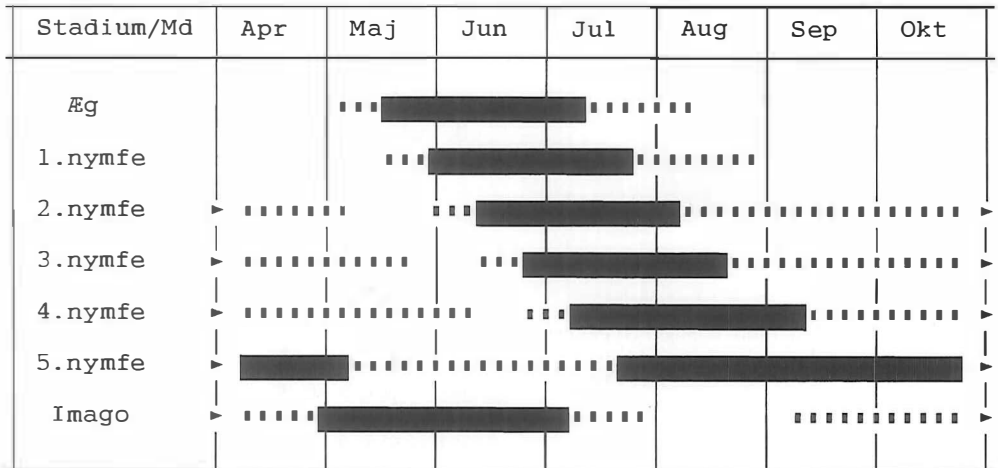 Stadium/Md Apr Maj Jun Jul Aug Sep Okt
Æg
1.nymfe
2.nymfe
3.nymfe
4.nymfe
5.nymfe
Imago